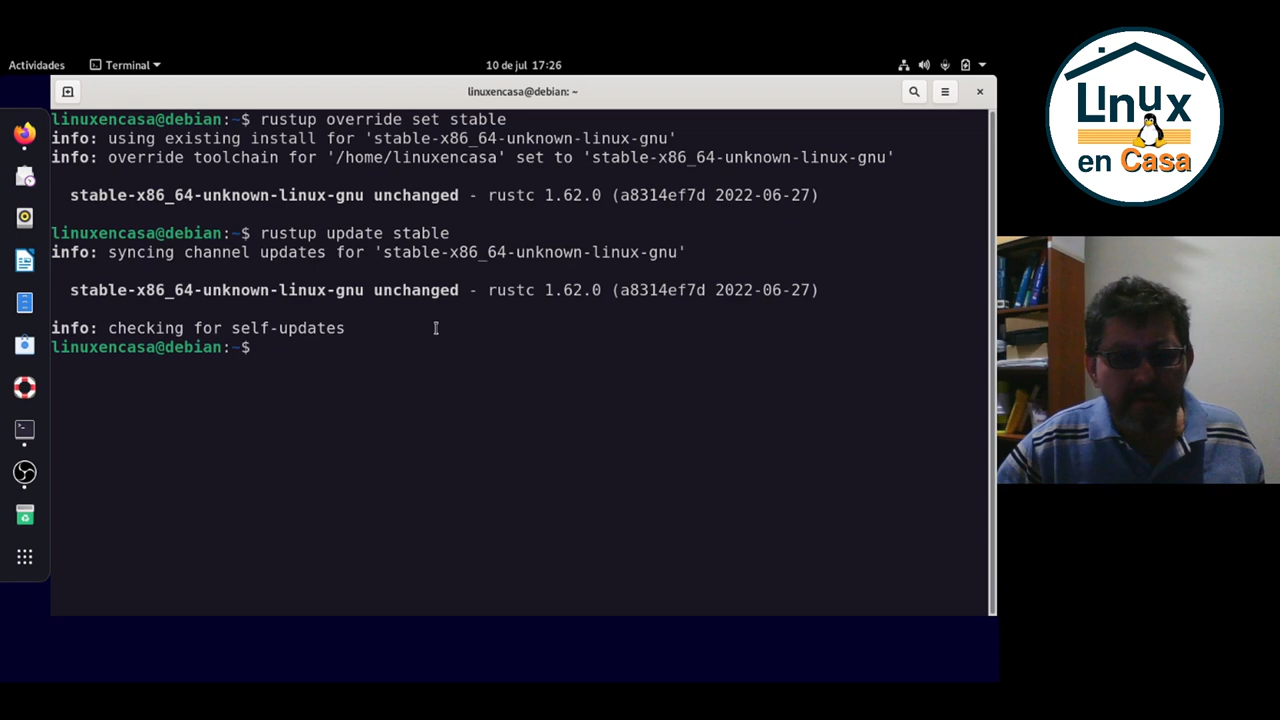 Actividades
Terminal
10 de jul 17:26
linuxencasa@debian: ~
linuxencasa@debian:~$ rustup override set stable
info: using existing install for 'stable-x86_64-unknown-linux-gnu'
info: override toolchain for '/home/linuxencasa' set to 'stable-x86_64-unknown-linux-gnu'
stable-x86_64-unknown-linux-gnu unchanged - rustc 1.62.0 (a8314ef7d 2022-06-27)
linuxencasa@debian:~$ rustup update stable
info: syncing channel updates for 'stable-x86_64-unknown-linux-gnu'
stable-x86_64-unknown-linux-gnu unchanged - rustc 1.62.0 (a8314ef7d 2022-06-27)
info: checking for self-updates
linuxencasa@debian:~$
Linux
en Casa